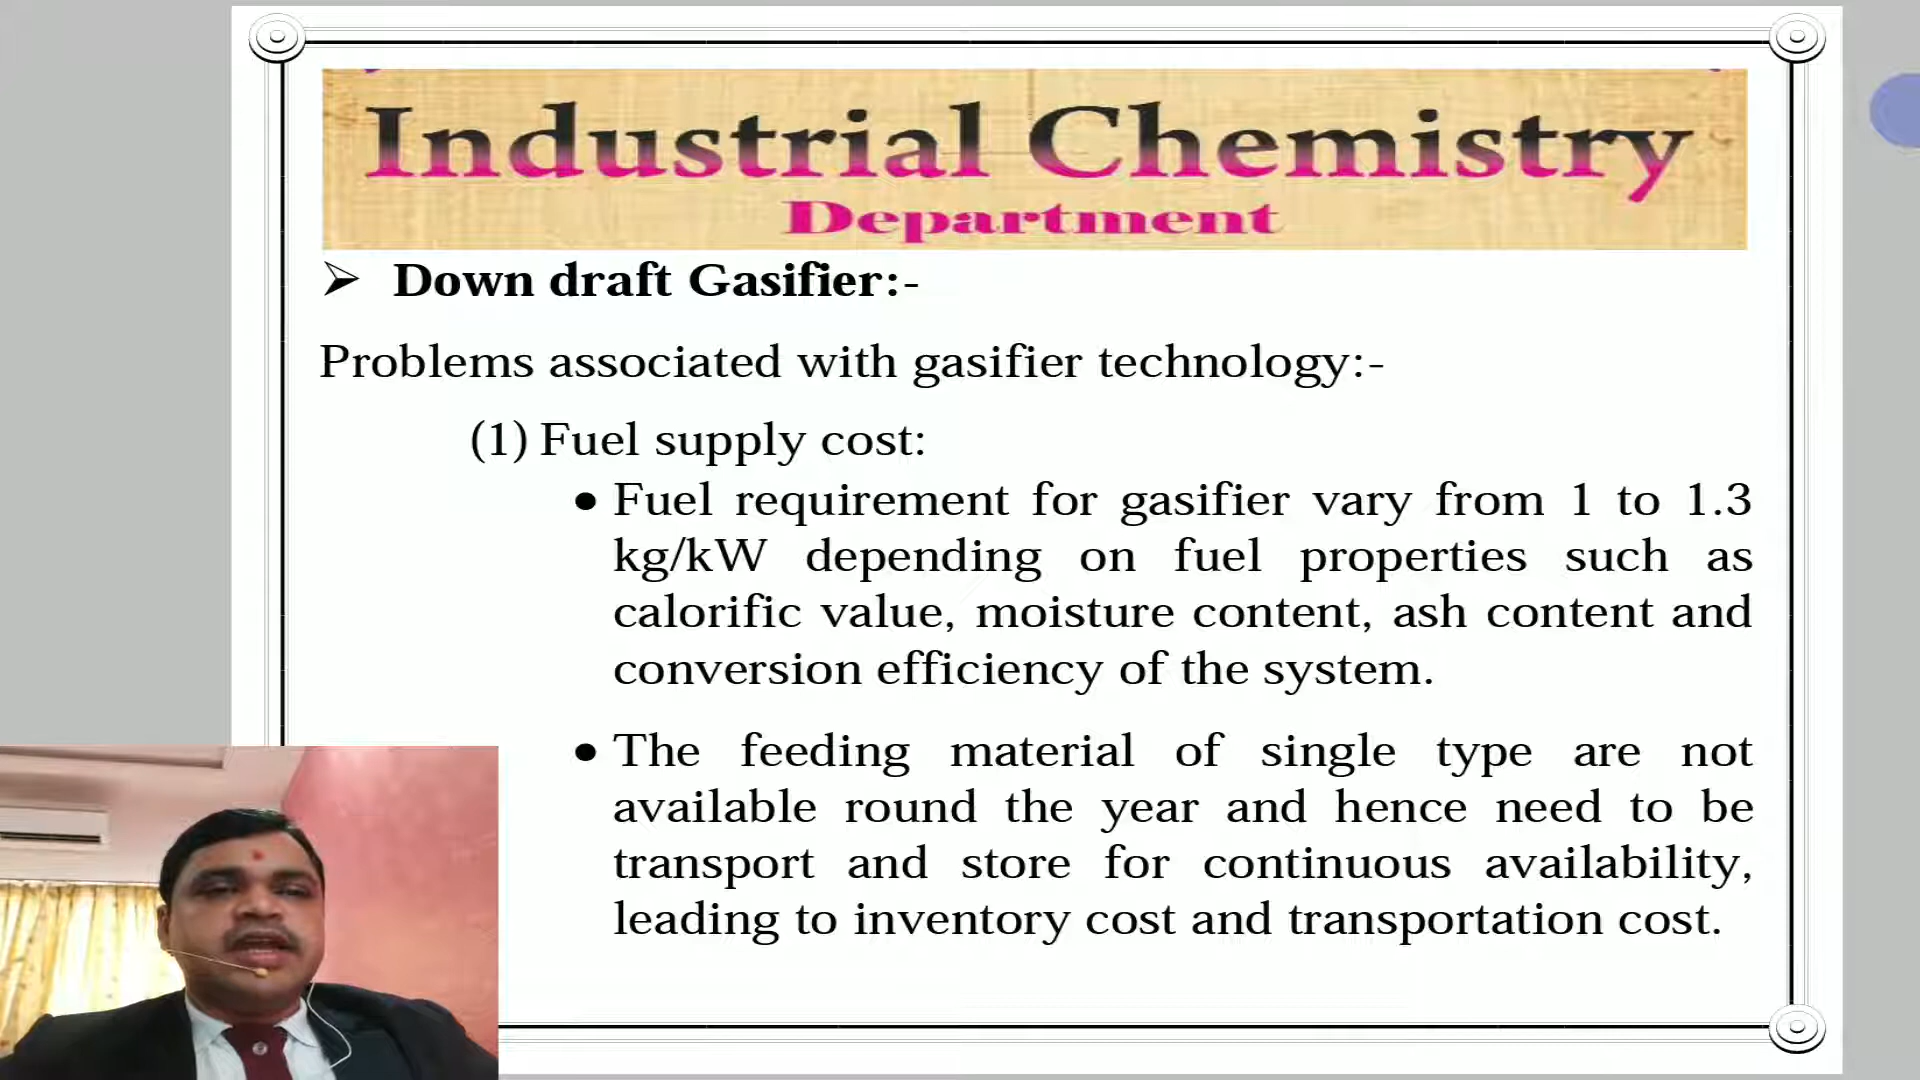 Industrial Chemistry
Department
➢ Down draft Gasifier:-
Problems associated with gasifier technology:-
(1) Fuel supply cost:
• Fuel requirement for gasifier vary from 1 to 1.3
kg/kW depending on fuel properties such as
calorific value, moisture content, ash content and
conversion efficiency of the system.
• The feeding material of single type are not
available round the year and hence need to be
transport and store for continuous availability,
leading to inventory cost and transportation cost.